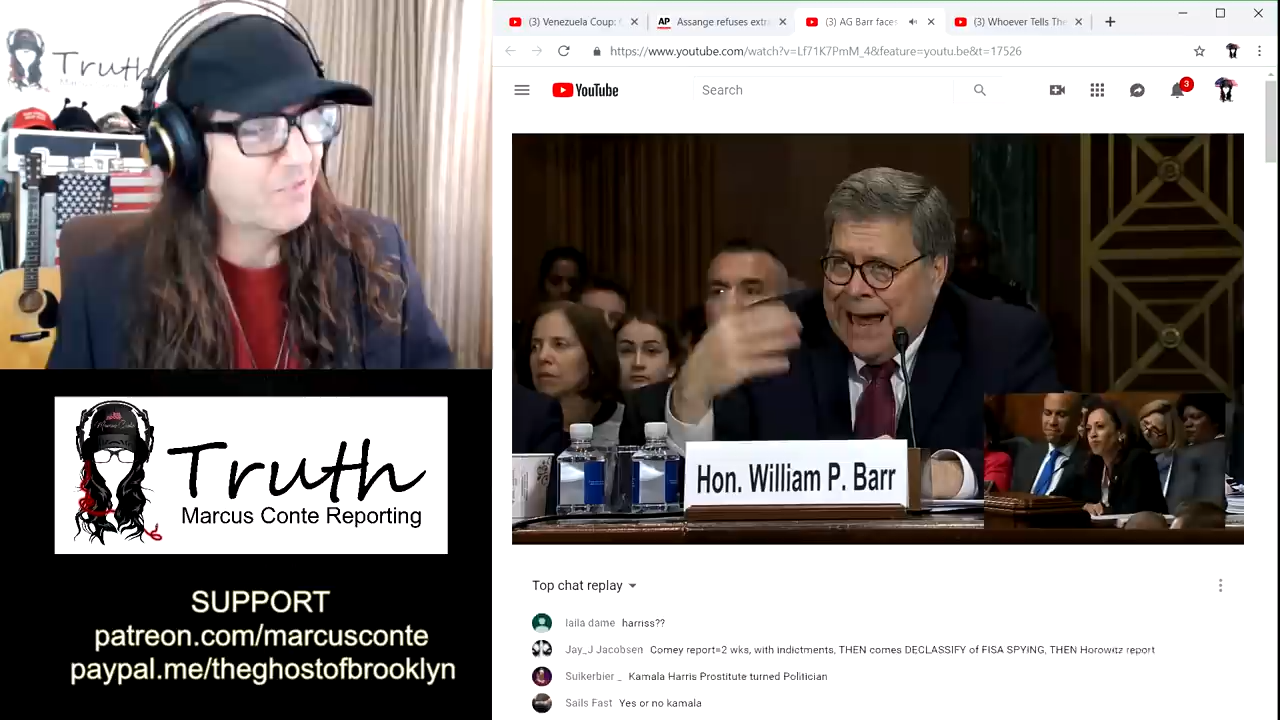 Truth
(3) Venezuela Coup:
Assange refuses extr
(3) AG Barr faces
(3) Whoever Tells The
https://www.youtube.com/watch?v=Lf71K7PmM_4&feature=youtu.be&t=17526
YouTube
Search
3
Hon. William P. Barr
Truth
Marcus Conte Reporting
SUPPORT
patreon.com/marcusconte
paypal.me/theghostofbrooklyn
Top chat replay
laila dame harriss??
Jay_J Jacobsen Comey report=2 wks, with indictments, THEN comes DECLASSIFY of FISA SPYING, THEN Horowitz report
Suikerbier _ Kamala Harris Prostitute turned Politician
Sails Fast Yes or no kamala